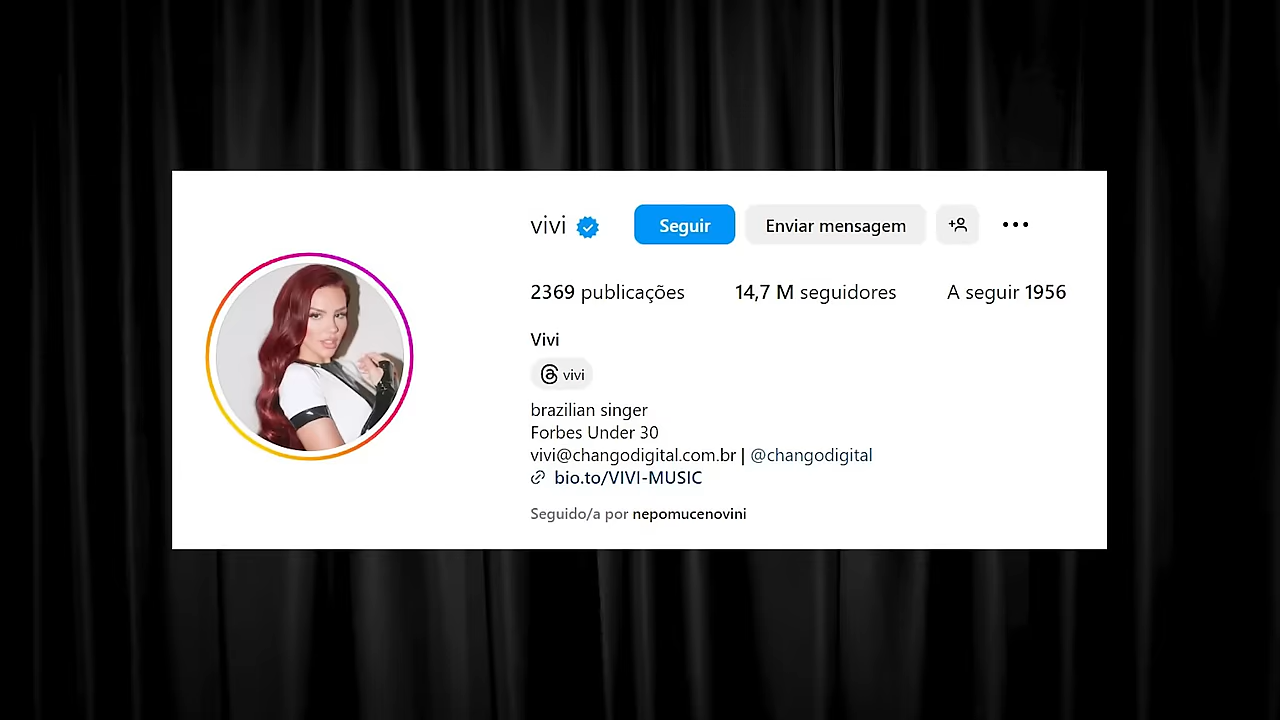 vivi
Seguir
Enviar mensagem
2369 publicações
14,7 M seguidores
A seguir 1956
Vivi
vivi
brazilian singer
Forbes Under 30
vivi@changodigital.com.br | @changodigital
bio.to/VIVI-MUSIC
Seguido/a por nepomucenovini